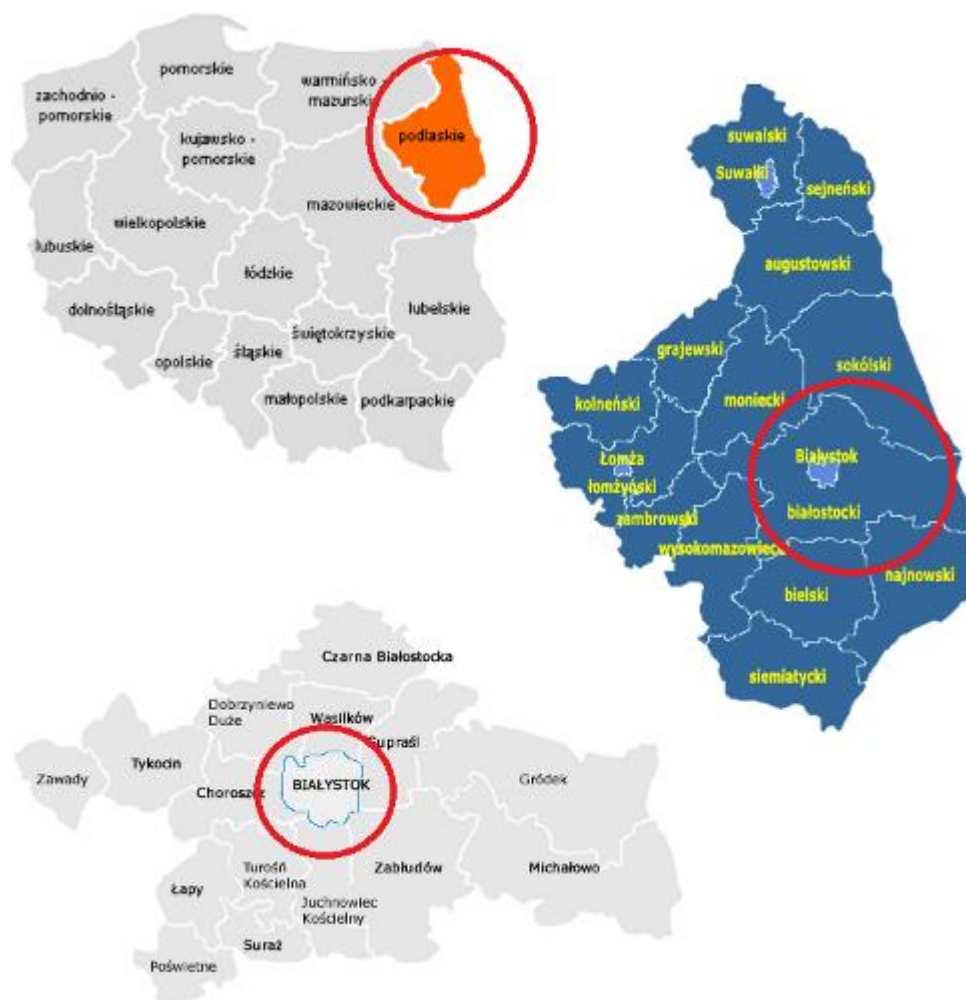 pomorskie
zachodnio -
pomorskie
warmińsko -
mazurski
kujawsko -
pomorskie
podlaskie
mazowieckie
wielkopolskie
lubuskie
łódzkie
dolnośląskie
lubelskie
świętokrzyskie
śląskie
opolskie
małopolskie
podkarpackie
suwalski
Suwałki
sejneński
augustowski
grajewski
sokólski
kolneński
moniecki
Łomża
Białystok
łomżyński
białostocki
zambrowski
wysokomazowiecki
hajnowski
bielski
siemiatycki
Czarna Białostocka
Dobrzyniewo
Duże
Wasilków
Supraśl
Tykocin
Zawady
Gródek
Choroszcz
BIAŁYSTOK
Turośń
Kościelna
Zabłudów
Michałowo
Łapy
Juchnowiec
Kościelny
Suraż
Poświetne